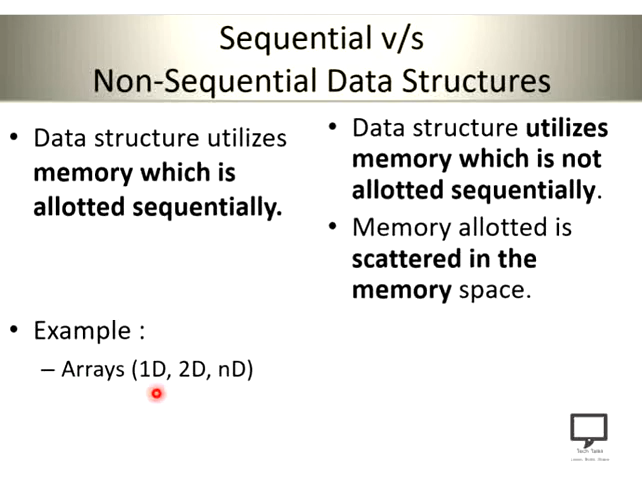 Sequential v/s
Non-Sequential Data Structures
• Data structure utilizes
memory which is
allotted sequentially.
• Example :
– Arrays (1D, 2D, nD)
• Data structure utilizes
memory which is not
allotted sequentially.
• Memory allotted is
scattered in the
memory space.
Tech Talks